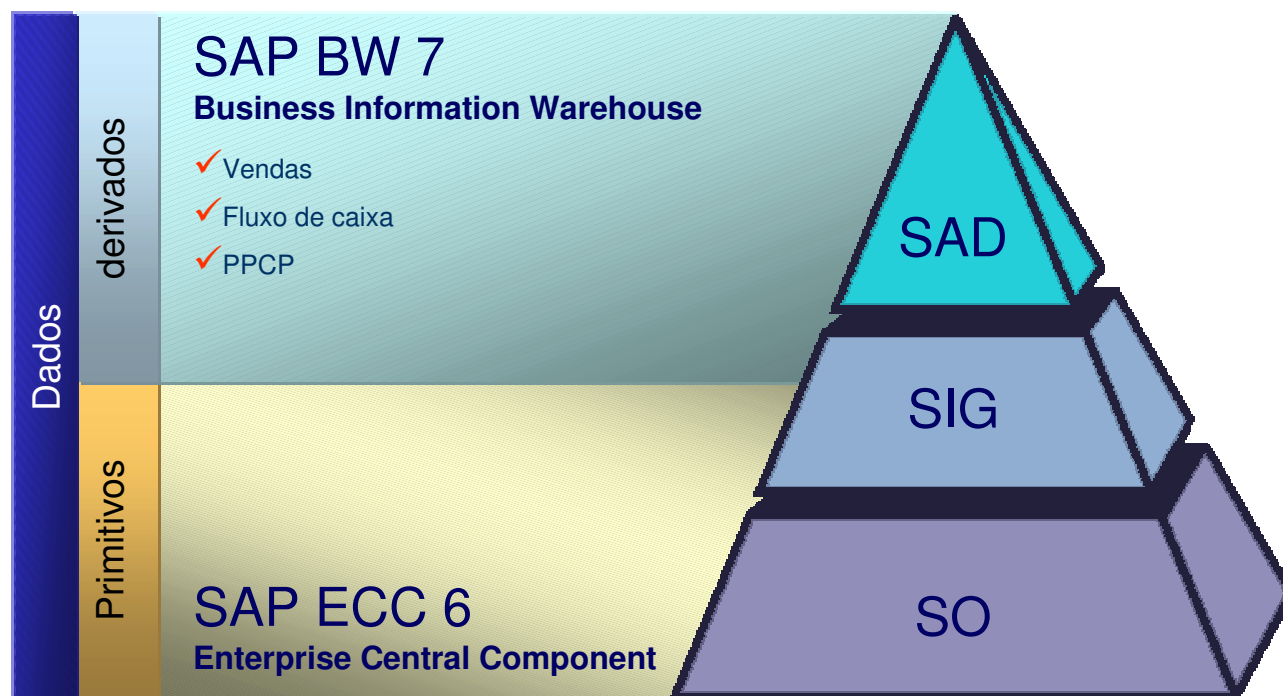 Dados
derivados
SAP BW 7
Business Information Warehouse
Vendas
Fluxo de caixa
PPCP
Primitivos
SAP ECC 6
Enterprise Central Component
SAD
SIG
SO